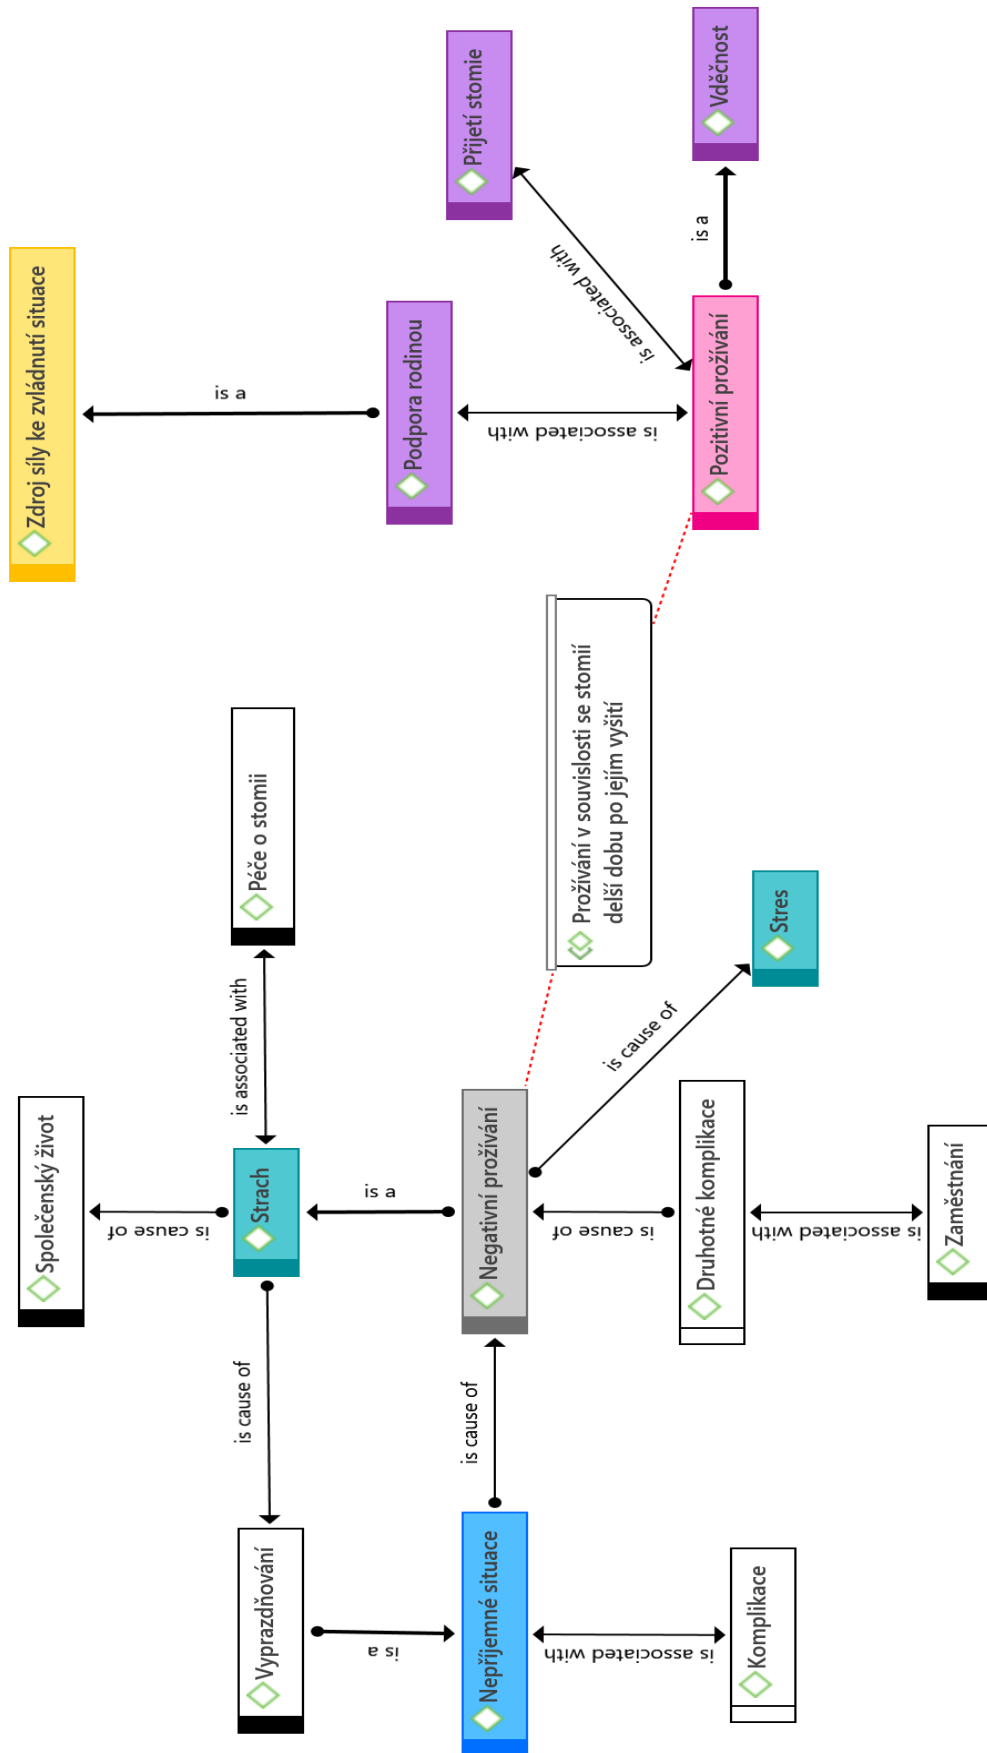 Společenský život
is cause of
Vyprazdňování
is cause of
Strach
is associated with
Péče o stomii
is a
is a
Zdroj síly ke zvládnutí situace
is a
Podpora rodinou
Přijetí stomie
Nepříjemné situace
is cause of
Negativní prožívání
Prožívání v souvislosti se stomií
delší dobu po jejím vyšití
is associated with
is associated with
is associated with
is cause of
is cause of
Komplikace
Druhotné komplikace
Stres
Pozitivní prožívání
is a
Vděčnost
is associated with
Zaměstnání